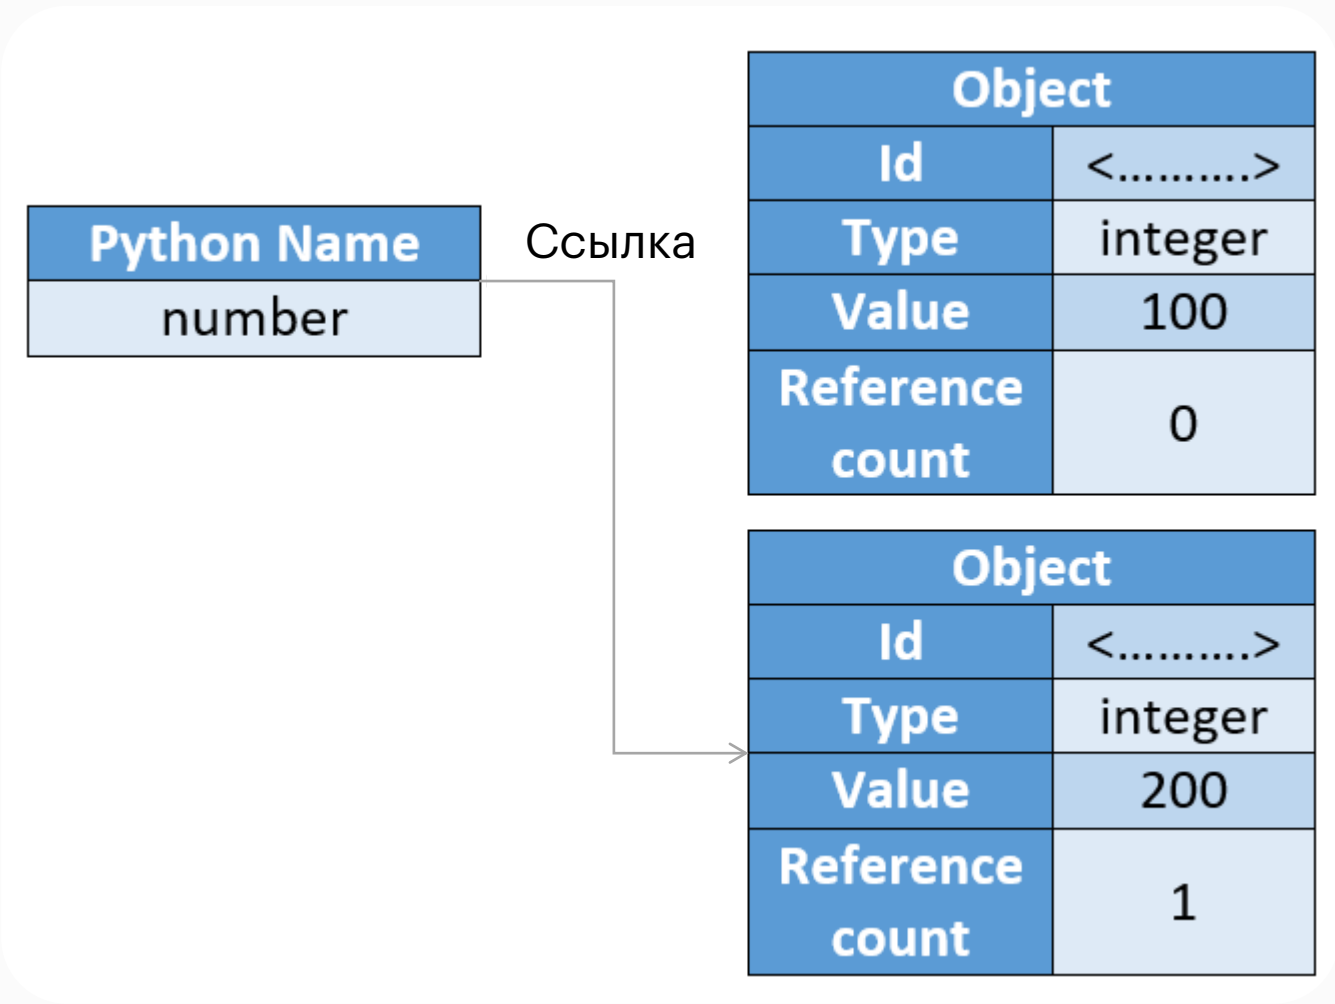 Python Name
number
Ссылка
Object
Id <..........>
Type integer
Value 100
Reference
count 0
Object
Id <..........>
Type integer
Value 200
Reference
count 1